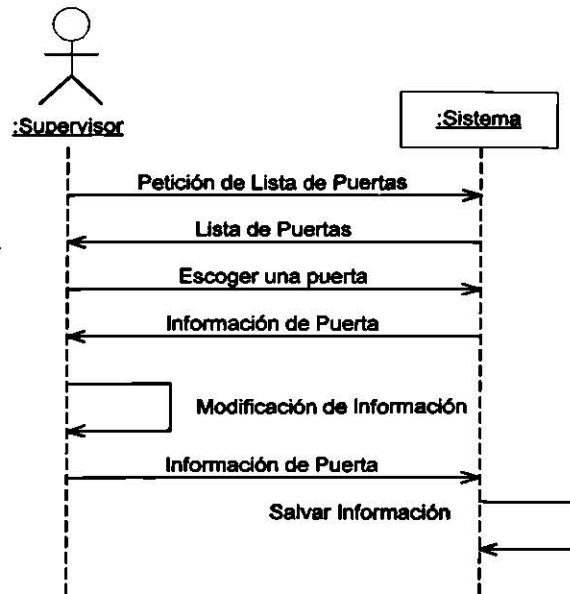 :Supervisor
:Sistema
Petición de Lista de Puertas
Lista de Puertas
Escoger una puerta
Información de Puerta
Modificación de Información
Información de Puerta
Salvar Información